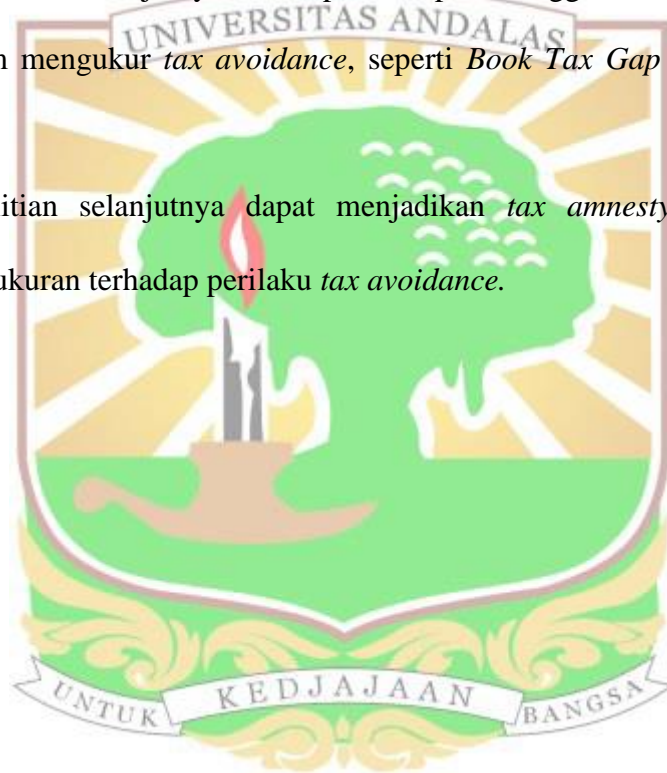 UNIVERSITAS ANDALAS
n mengukur tax avoidance, seperti Book Tax Gap
itian selanjutnya dapat menjadikan tax amnesty
ukuran terhadap perilaku tax avoidance.
UNTUK KEDJAJAAN BANGSA